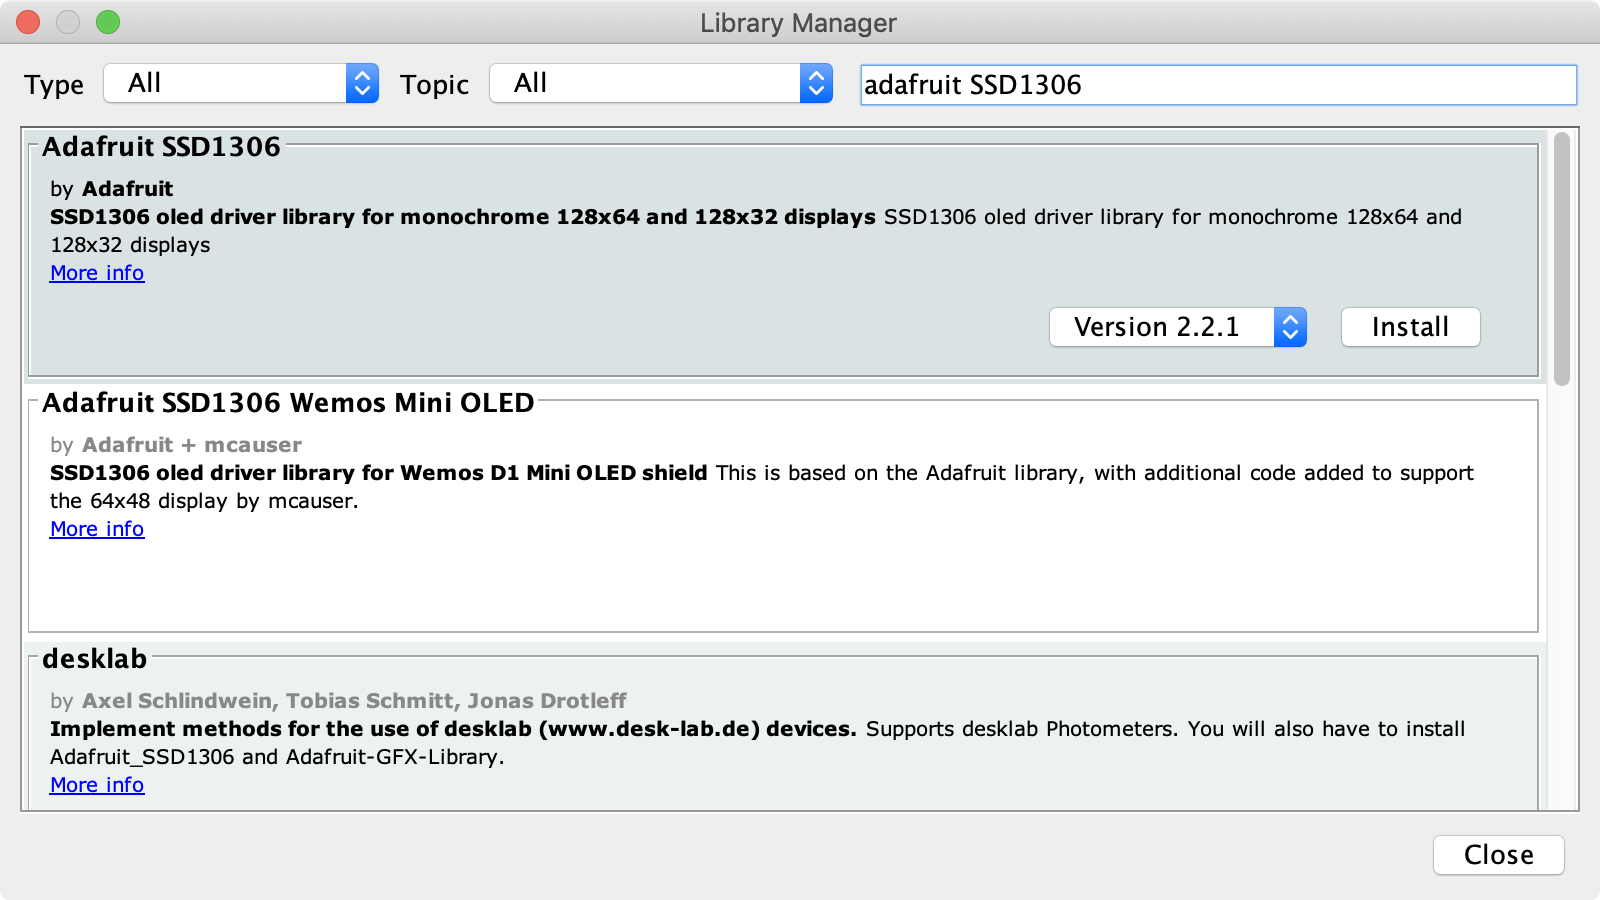 Library Manager
Type All Topic All adafruit SSD1306
Adafruit SSD1306
by Adafruit
SSD1306 oled driver library for monochrome 128x64 and 128x32 displays SSD1306 oled driver library for monochrome 128x64 and
128x32 displays
More info
Version 2.2.1 Install
Adafruit SSD1306 Wemos Mini OLED
by Adafruit + mcauser
SSD1306 oled driver library for Wemos D1 Mini OLED shield This is based on the Adafruit library, with additional code added to support
the 64x48 display by mcauser.
More info
desklab
by Axel Schlindwein, Tobias Schmitt, Jonas Drotleff
Implement methods for the use of desklab (www.desk-lab.de) devices. Supports desklab Photometers. You will also have to install
Adafruit_SSD1306 and Adafruit-GFX-Library.
More info
Close